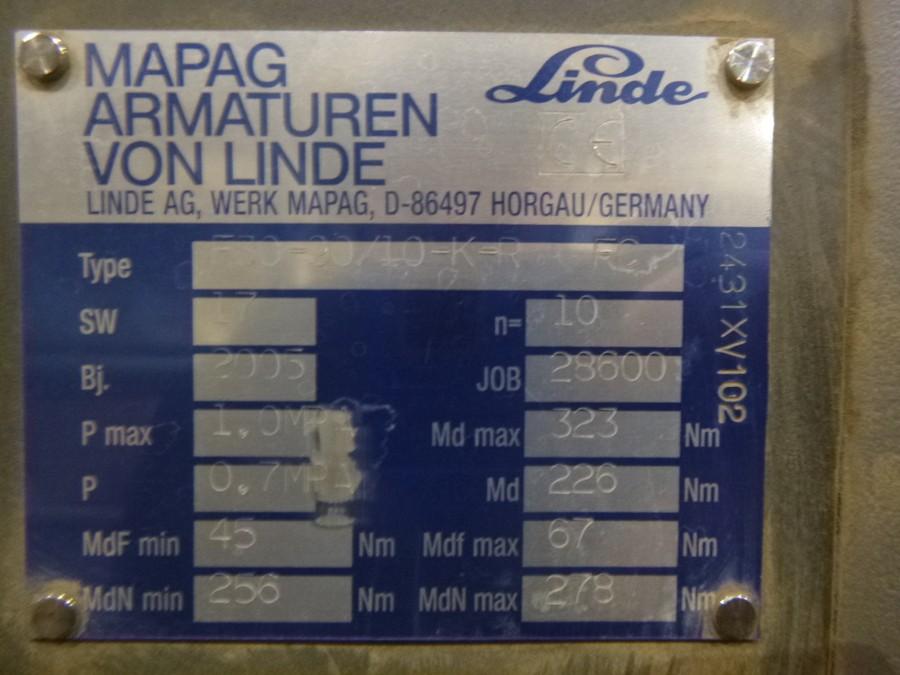 MAPAG
ARMATUREN
VON LINDE
Linde
CE
LINDE AG, WERK MAPAG, D-86497 HORGAU/GERMANY
Type
SW 17 n= 10
Bj. 2005 JOB 28600
P max 1,0MPA Md max 323 Nm
P 0,7MPA Md 226 Nm
MdF min 45 Nm Mdf max 67 Nm
MdN min 256 Nm MdN max 278 Nm
2431XV102